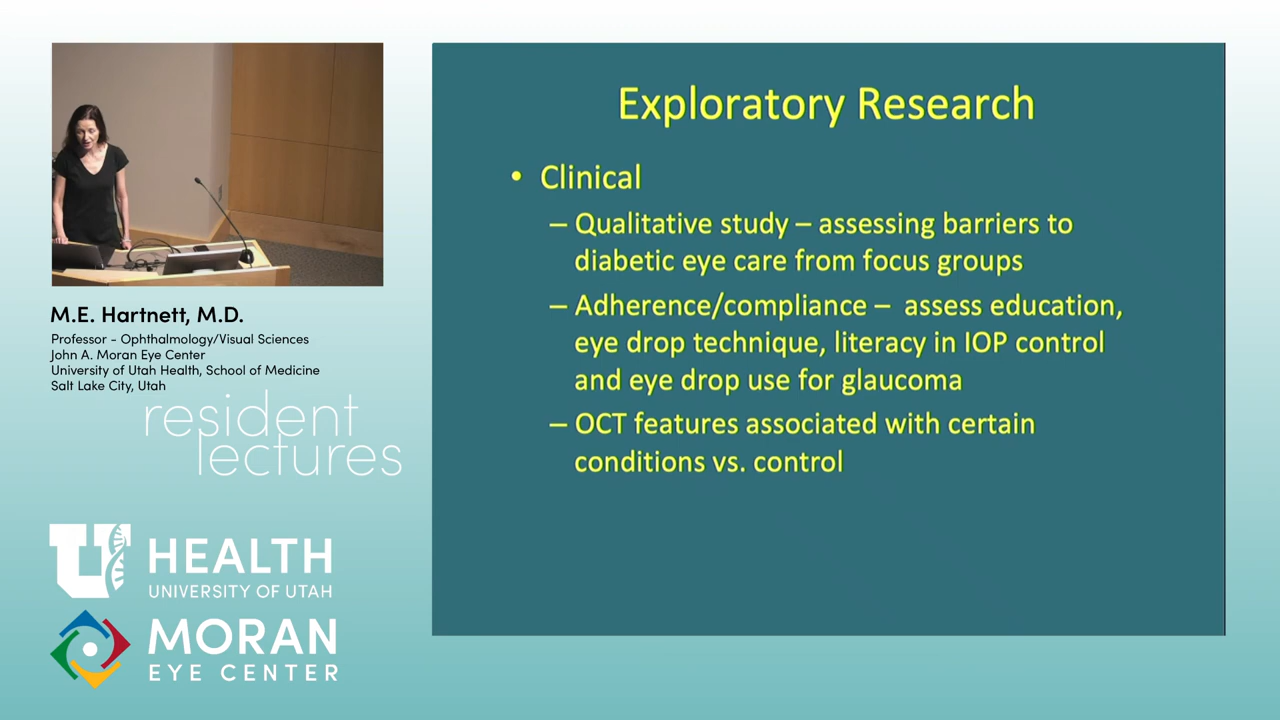 Exploratory Research
• Clinical
– Qualitative study – assessing barriers to
diabetic eye care from focus groups
– Adherence/compliance – assess education,
eye drop technique, literacy in IOP control
and eye drop use for glaucoma
– OCT features associated with certain
conditions vs. control
M.E. Hartnett, M.D.
Professor - Ophthalmology/Visual Sciences
John A. Moran Eye Center
University of Utah Health, School of Medicine
Salt Lake City, Utah
resident
lectures
U HEALTH
UNIVERSITY OF UTAH
MORAN
EYE CENTER